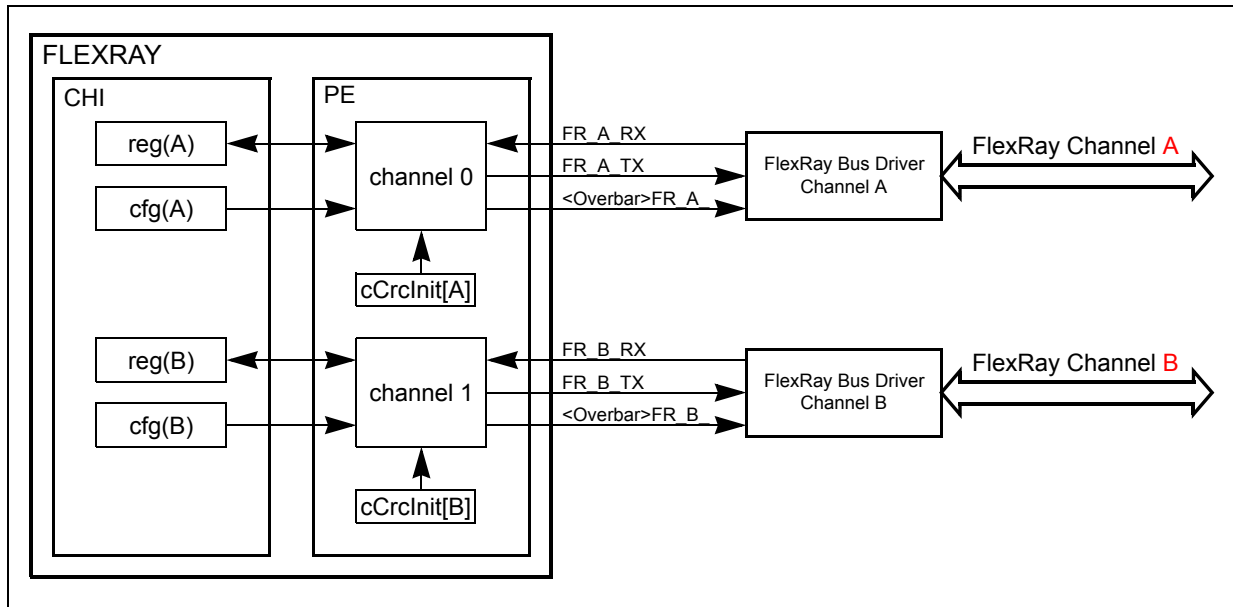 FLEXRAY
CHI
PE
reg(A)
cfg(A)
channel 0
cCrcInit[A]
FR_A_RX
FR_A_TX
<Overbar>FR_A_
FlexRay Bus Driver
Channel A
FlexRay Channel A
reg(B)
cfg(B)
channel 1
cCrcInit[B]
FR_B_RX
FR_B_TX
<Overbar>FR_B_
FlexRay Bus Driver
Channel B
FlexRay Channel B